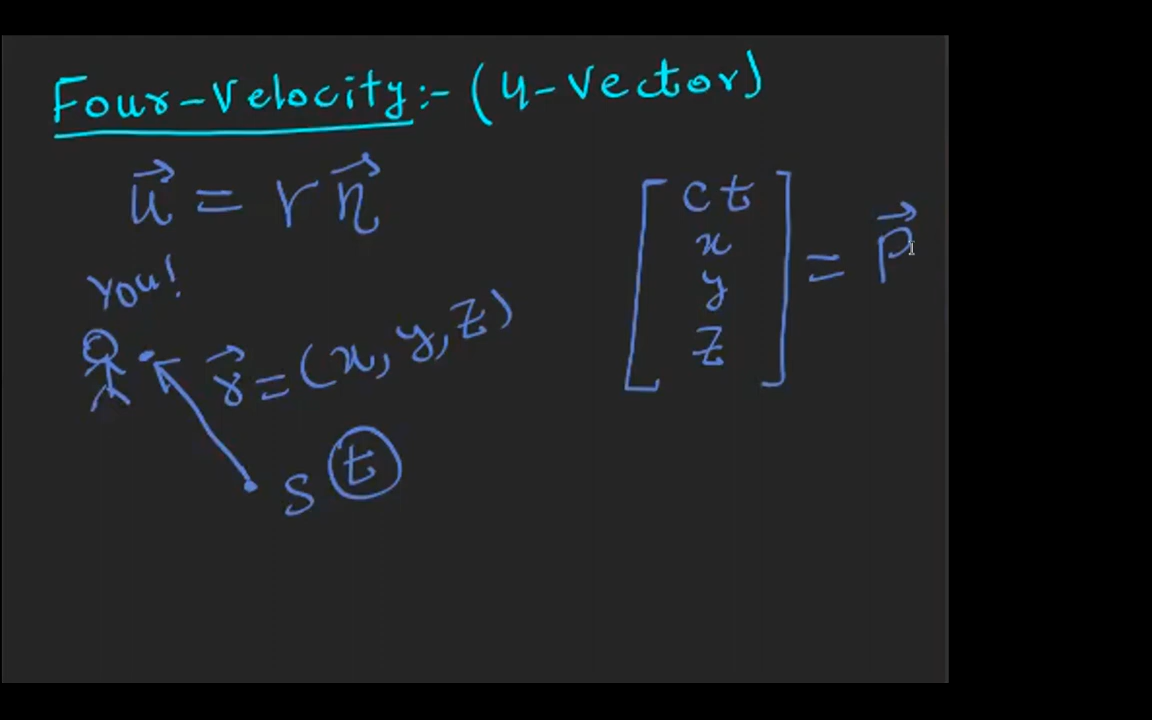 Four-Velocity:- (4-Vector)
u⃗ = r η⃗
You!
r⃗ = (x, y, z)
s t
[ct
x
y
z] = P⃗